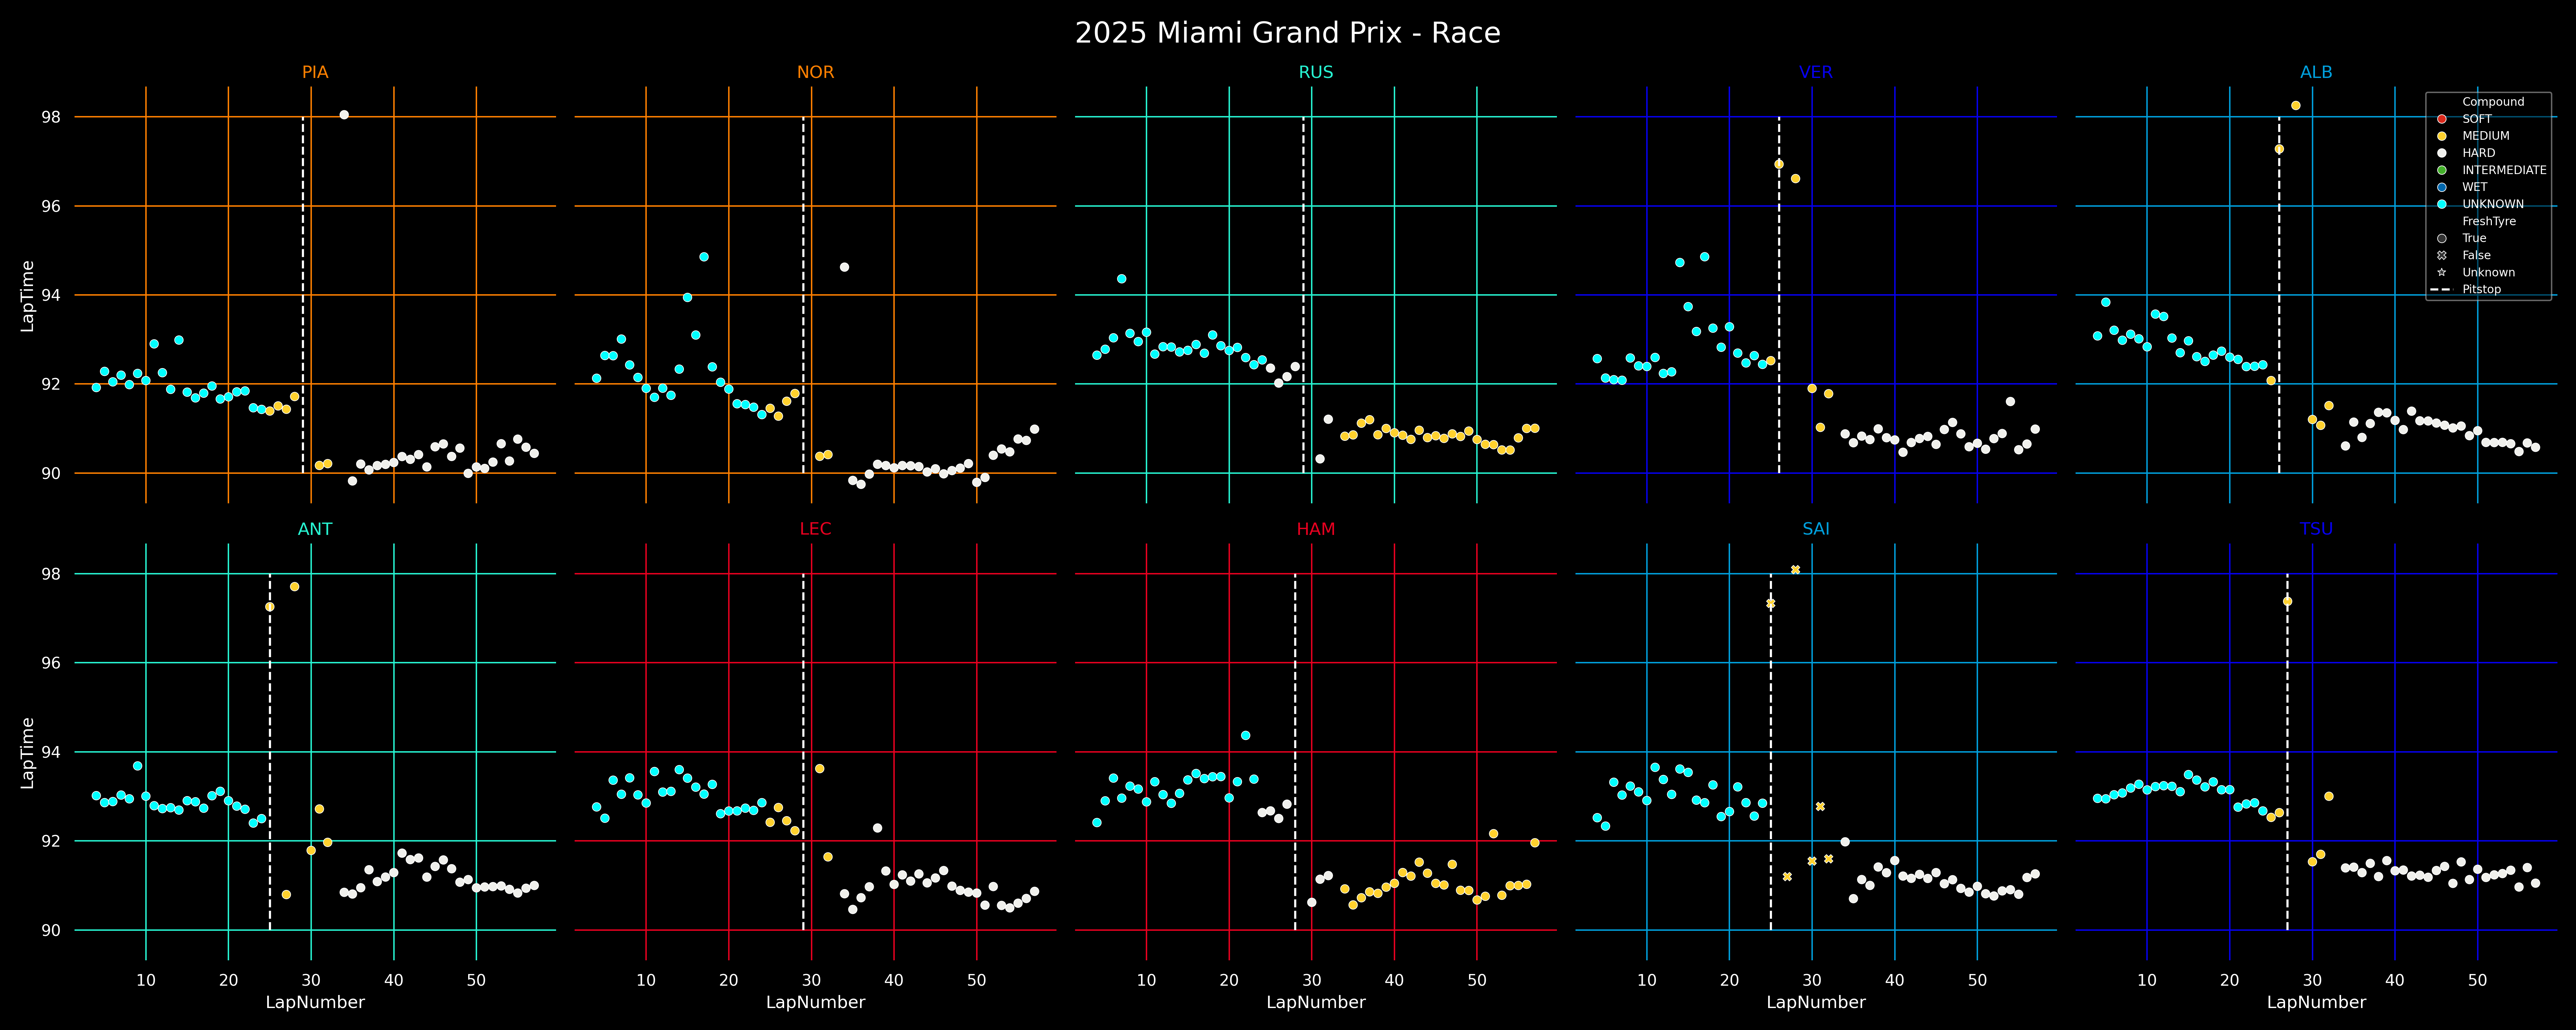 2025 Miami Grand Prix - Race
PIA
NOR
RUS
VER
ALB
LapTime
98
96
94
92
90
Compound
SOFT
MEDIUM
HARD
INTERMEDIATE
WET
UNKNOWN
FreshTyre
True
False
Unknown
Pitstop
ANT
LEC
HAM
SAI
TSU
LapTime
98
96
94
92
90
10 20 30 40 50
10 20 30 40 50
10 20 30 40 50
10 20 30 40 50
10 20 30 40 50
LapNumber
LapNumber
LapNumber
LapNumber
LapNumber